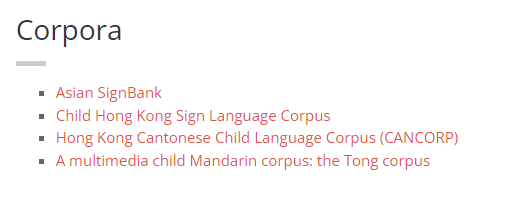 Corpora
Asian SignBank
Child Hong Kong Sign Language Corpus
Hong Kong Cantonese Child Language Corpus (CANCORP)
A multimedia child Mandarin corpus: the Tong corpus